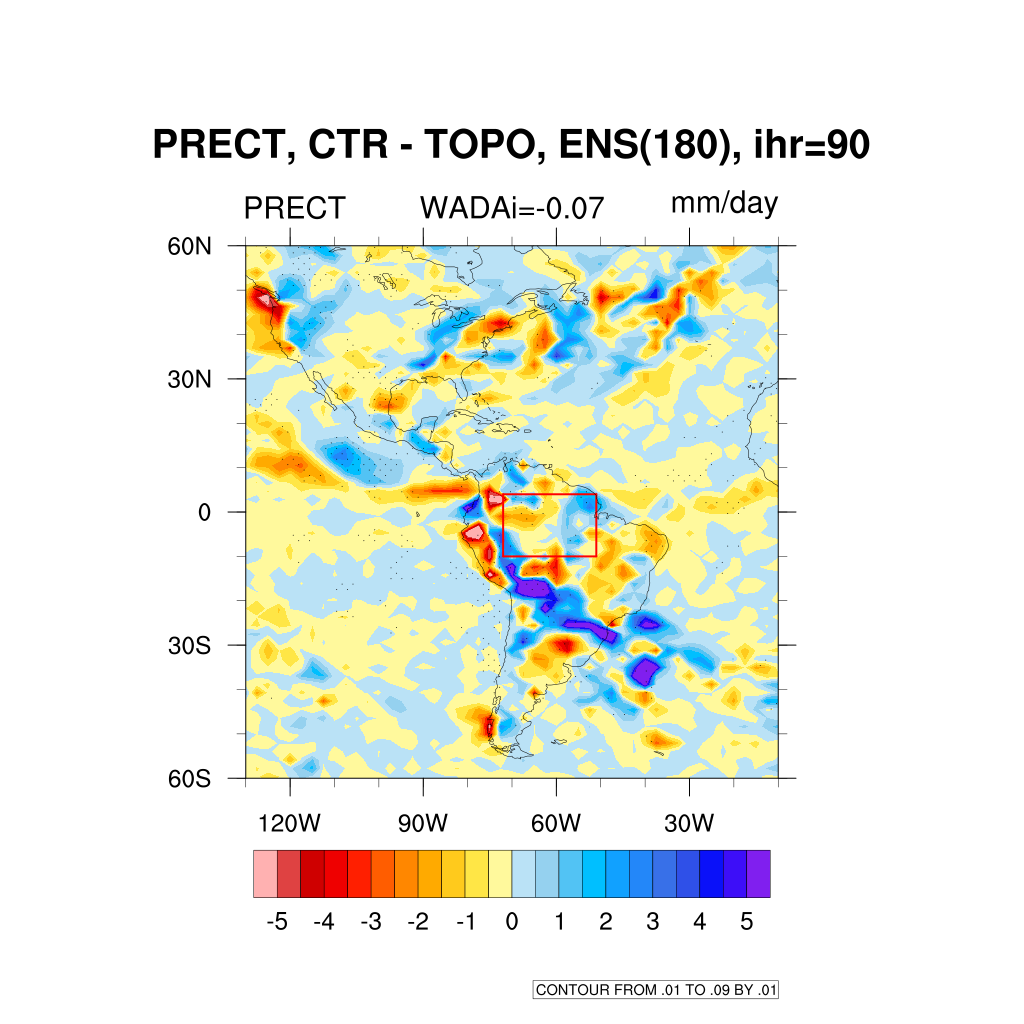 PRECT, CTR - TOPO, ENS(180), ihr=90
PRECT WADAi=-0.07 mm/day
60N
30N
0
30S
60S
120W 90W 60W 30W
-5 -4 -3 -2 -1 0 1 2 3 4 5
CONTOUR FROM .01 TO .09 BY .01